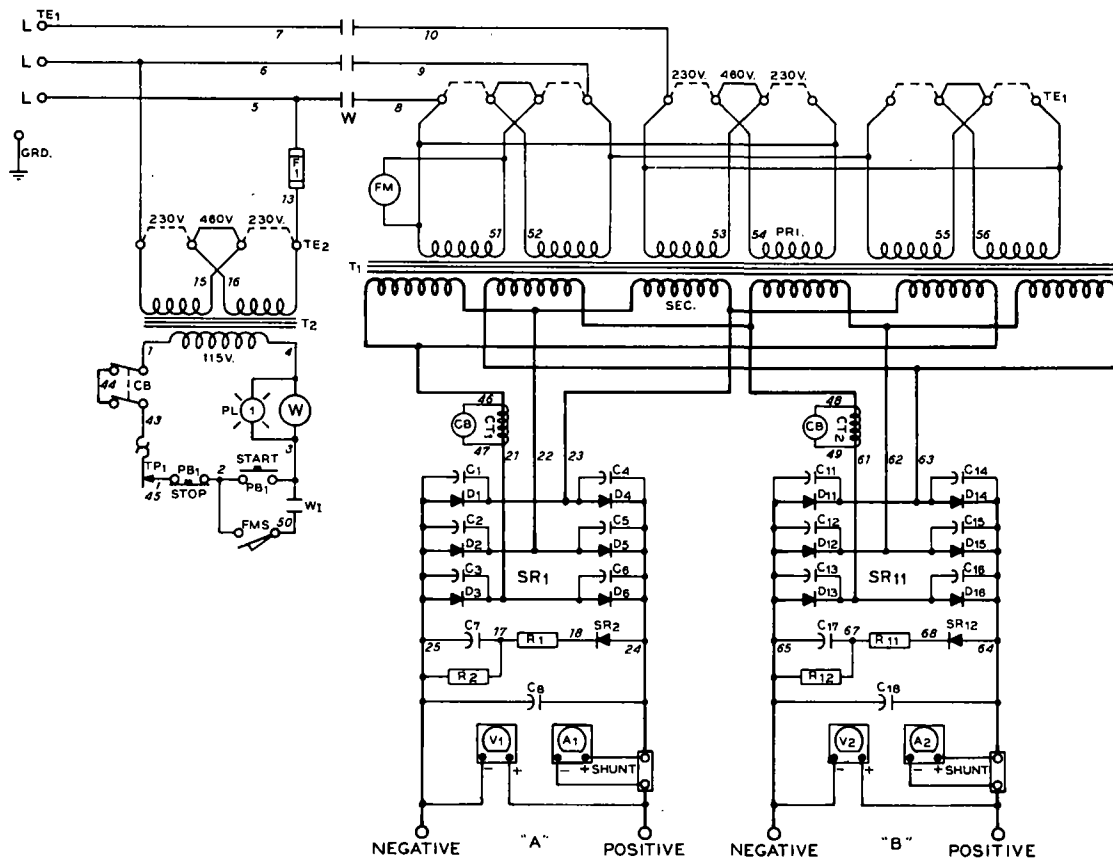 TE1
L
7
10
L
6
9
230V.
460V
230V.
L
5
8
W
TE1
GRD.
F1
13
FM
230V.
460V
230V.
TE2
51
52
53
54
PRI.
55
56
15
16
T1
T2
SEC.
115V.
1
4
44
CB
43
PL
1
W
3
46
CB
CT1
47
21
22
23
48
CB
CT2
49
61
62
63
TP1
45
PB1
STOP
2
START
PB1
W1
FMS
50
C1
D1
C2
D2
C3
D3
SR1
C4
D4
C5
D5
C6
D6
C7
17
R1
18
SR2
25
24
R2
C8
V1
- +
A1
- +
SHUNT
C11
D11
C12
D12
C13
D13
SR11
C14
D14
C15
D15
C16
D16
C17
67
R11
68
SR12
65
64
R12
C18
V2
- +
A2
- +
SHUNT
NEGATIVE "A" POSITIVE
NEGATIVE "B" POSITIVE